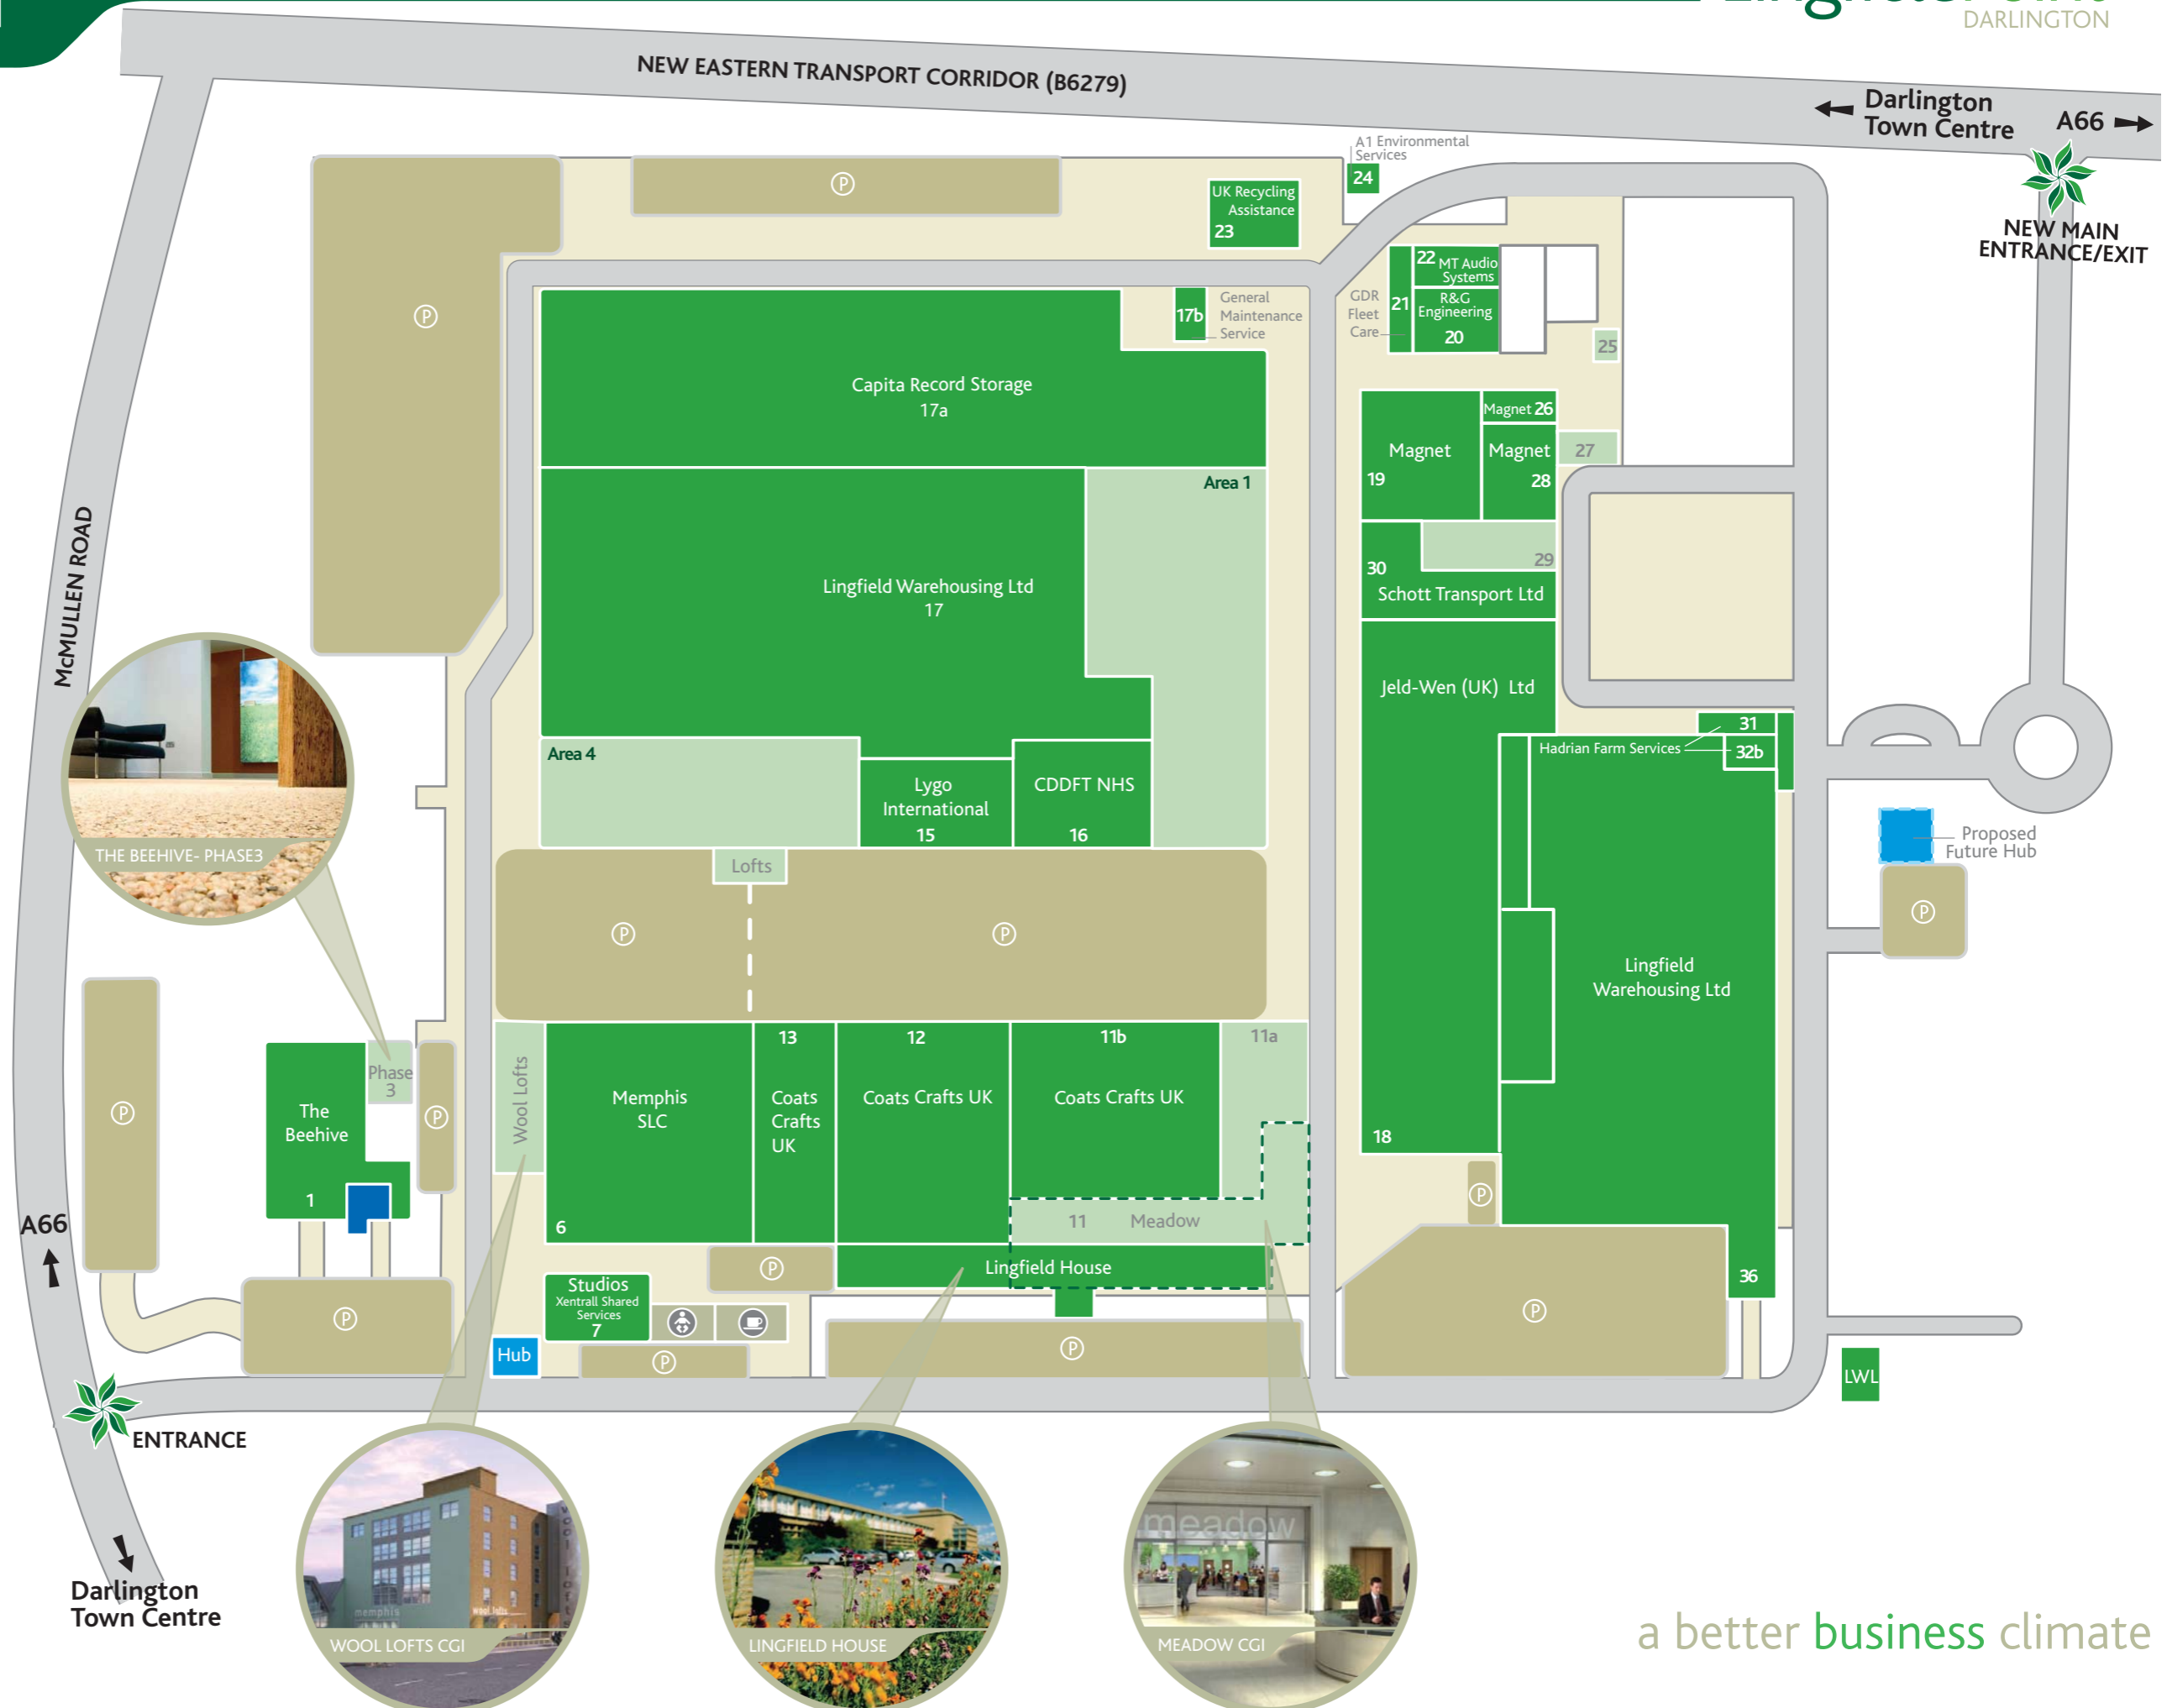 DARLINGTON
NEW EASTERN TRANSPORT CORRIDOR (B6279)
Darlington
Town Centre
A66
NEW MAIN
ENTRANCE/EXIT
A1 Environmental
Services
24
UK Recycling
Assistance
23
P
P
22 MT Audio
Systems
21
R&G
Engineering
20
GDR
Fleet
Care
17b
General
Maintenance
Service
25
Capita Record Storage
17a
Magnet
19
Magnet 26
Magnet
28
27
Area 1
McMULLEN ROAD
Lingfield Warehousing Ltd
17
29
30
Schott Transport Ltd
Jeld-Wen (UK) Ltd
31
Hadrian Farm Services
32b
Area 4
Lygo
International
15
CDDFT NHS
16
THE BEEHIVE- PHASE3
Proposed
Future Hub
P
Lofts
P
P
Lingfield
Warehousing Ltd
Wool Lofts
Memphis
SLC
6
13
Coats
Crafts
UK
12
Coats Crafts UK
11b
Coats Crafts UK
11a
18
Phase
3
The
Beehive
1
P
P
P
11 Meadow
Lingfield House
A66
P
Studios
Xentrall Shared
Services
7
36
P
P
Hub
P
P
LWL
ENTRANCE
Darlington
Town Centre
memphis
wool lofts
wool lofts
WOOL LOFTS CGI
LINGFIELD HOUSE
meadow
MEADOW CGI
a better business climate